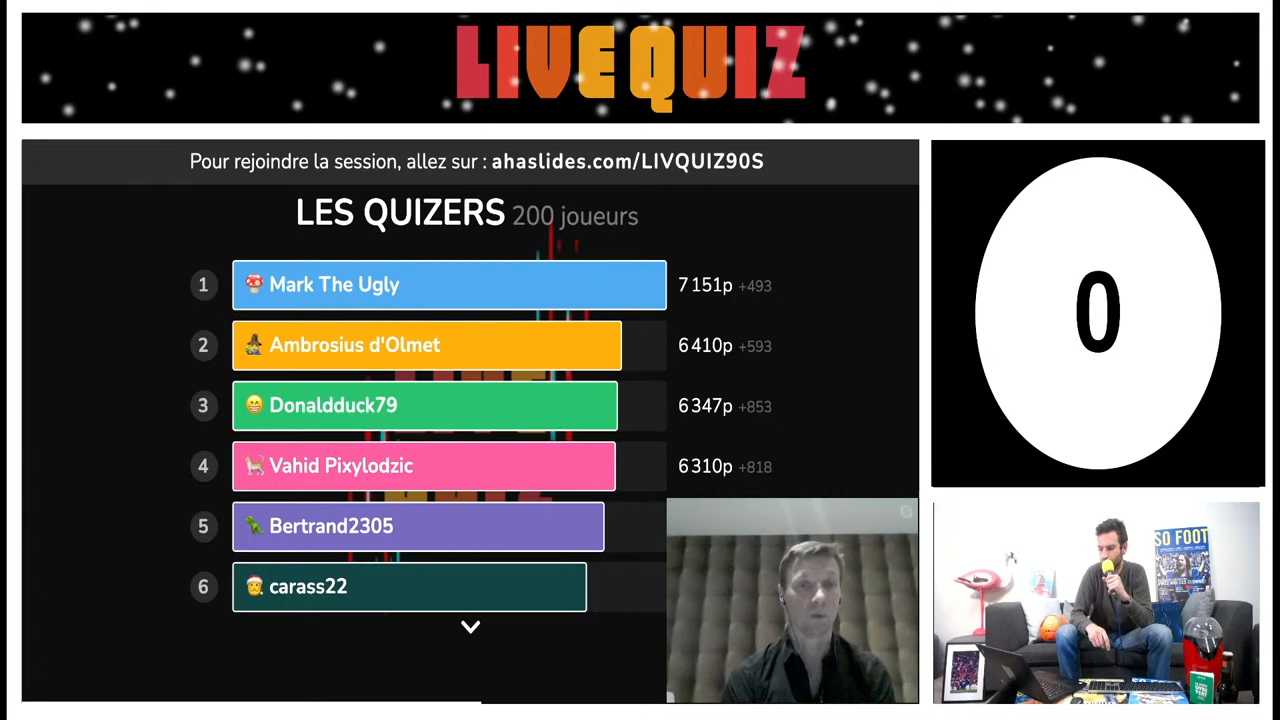 LIVE QUIZ
Pour rejoindre la session, allez sur : ahaslides.com/LIVQUIZ90S
LES QUIZERS 200 joueurs
1 Mark The Ugly 7 151p +493
2 Ambrosius d'Olmet 6 410p +593
3 Donaldduck79 6 347p +853
4 Vahid Pixylodzic 6 310p +818
5 Bertrand2305
6 carass22
0
SO FOOT